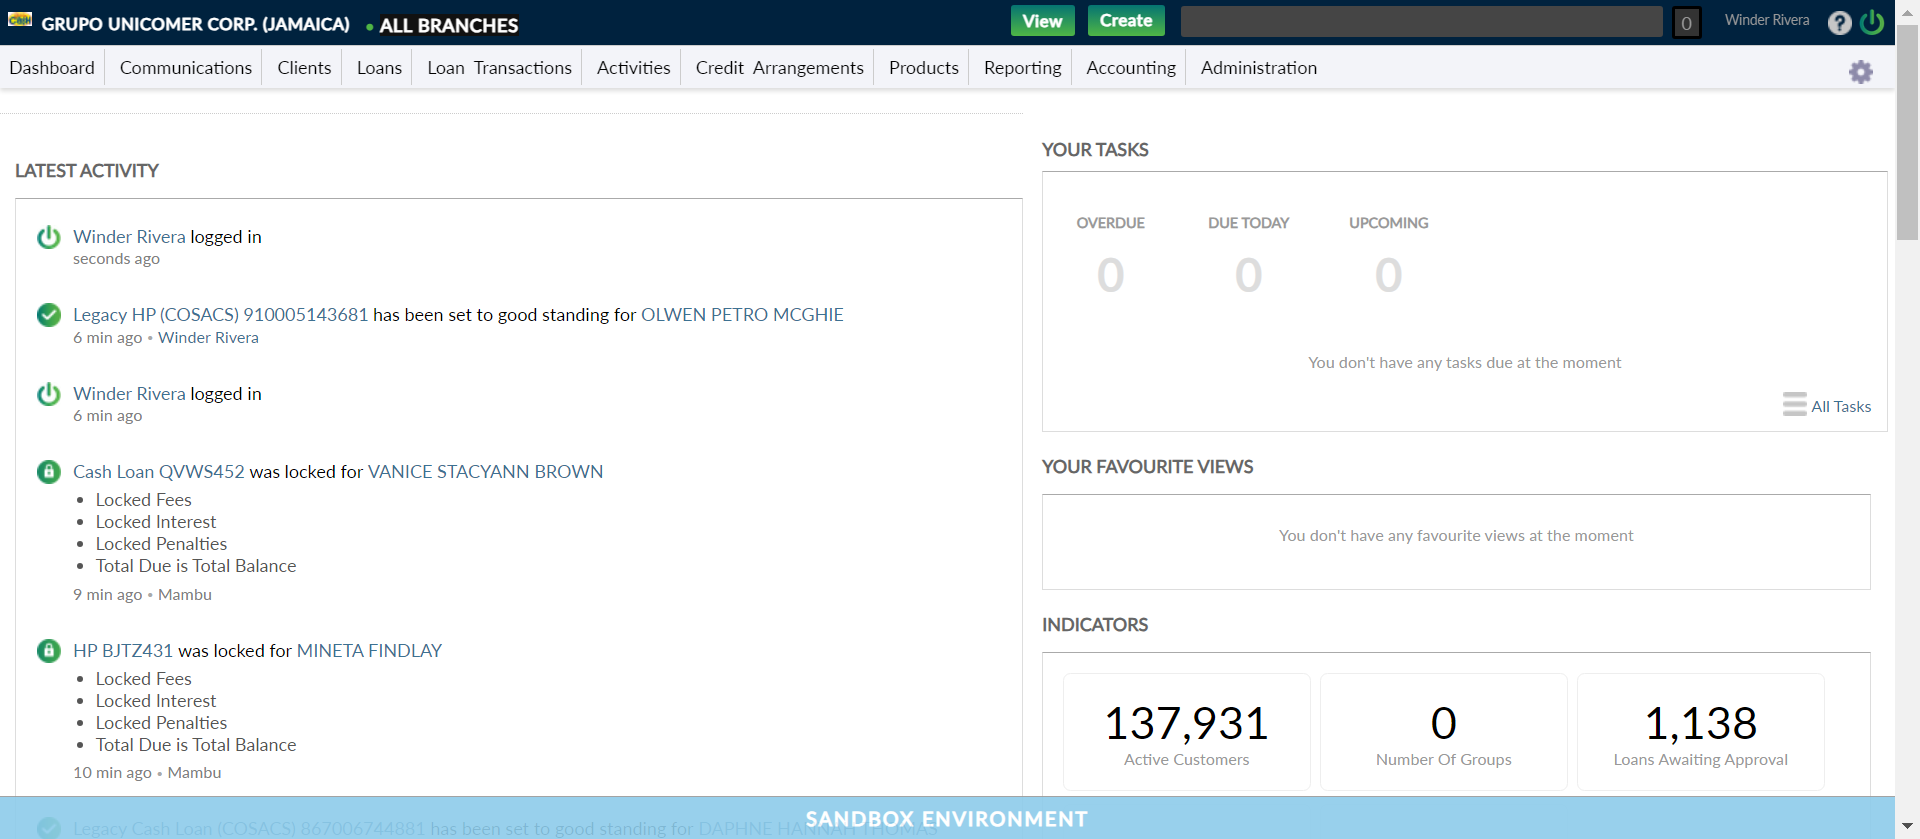 Cash GRUPO UNICOMER CORP. (JAMAICA) • ALL BRANCHES View Create 0 Winder Rivera ?
Dashboard Communications Clients Loans Loan Transactions Activities Credit Arrangements Products Reporting Accounting Administration
LATEST ACTIVITY
Winder Rivera logged in
seconds ago
Legacy HP (COSACS) 910005143681 has been set to good standing for OLWEN PETRO MCGHIE
6 min ago • Winder Rivera
Winder Rivera logged in
6 min ago
Cash Loan QVWS452 was locked for VANICE STACYANN BROWN
• Locked Fees
• Locked Interest
• Locked Penalties
• Total Due is Total Balance
9 min ago • Mambu
HP BJTZ431 was locked for MINETA FINDLAY
• Locked Fees
• Locked Interest
• Locked Penalties
• Total Due is Total Balance
10 min ago • Mambu
Legacy Cash Loan (COSACS) 867006744881 has been set to good standing for DAPHNE HANNAH THOMAS
YOUR TASKS
OVERDUE DUE TODAY UPCOMING
0 0 0
You don't have any tasks due at the moment
All Tasks
YOUR FAVOURITE VIEWS
You don't have any favourite views at the moment
INDICATORS
137,931 0 1,138
Active Customers Number Of Groups Loans Awaiting Approval
SANDBOX ENVIRONMENT